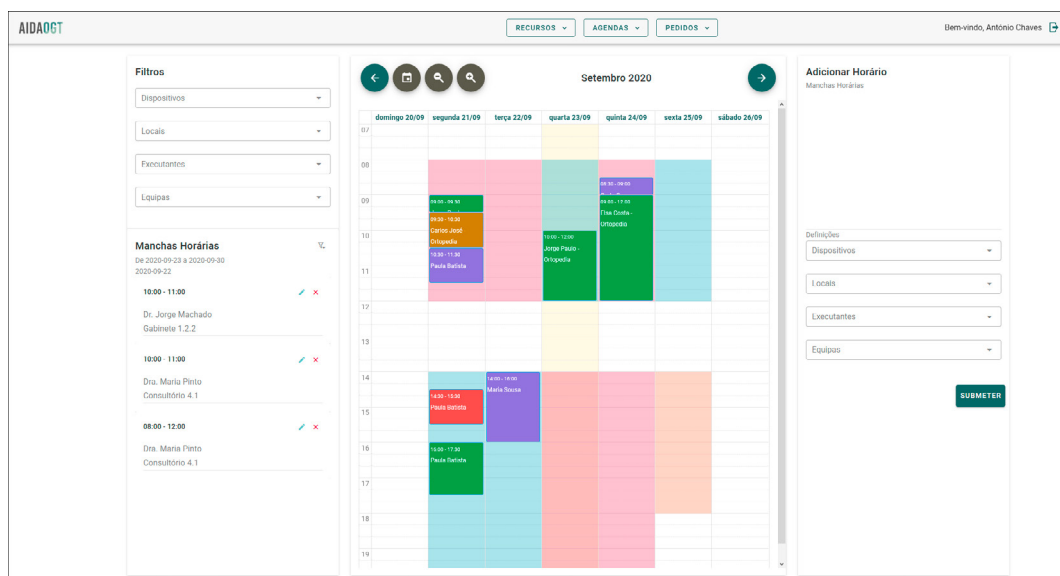 AIDAOGT
RECURSOS
AGENDAS
PEDIDOS
Bem-vindo, António Chaves
Filtros
Dispositivos
Locais
Executantes
Equipas
Manchas Horárias
De 2020-09-23 a 2020-09-30
2020-09-22
10:00 - 11:00
Dr. Jorge Machado
Gabinete 1.2.2
10:00 - 11:00
Dra. Maria Pinto
Consultório 4.1
08:00 - 12:00
Dra. Maria Pinto
Consultório 4.1
Setembro 2020
domingo 20/09 segunda 21/09 terça 22/09 quarta 23/09 quinta 24/09 sexta 25/09 sábado 26/09
07
08
09
10
11
12
13
14
15
16
17
18
19
09:00 - 09:30
09:30 - 10:30
Carlos José
Ortopedia
10:30 - 11:30
Paula Batista
Paula Batista
16:00 - 17:30
Paula Batista
14:00 - 16:00
Maria Sousa
10:00 - 12:00
Jorge Paulo -
Ortopedia
08:30 - 09:00
09:00 - 12:00
Elsa Costa -
Ortopedia
Adicionar Horário
Manchas Horárias
Definições
Dispositivos
Locais
Executantes
Equipas
SUBMETER